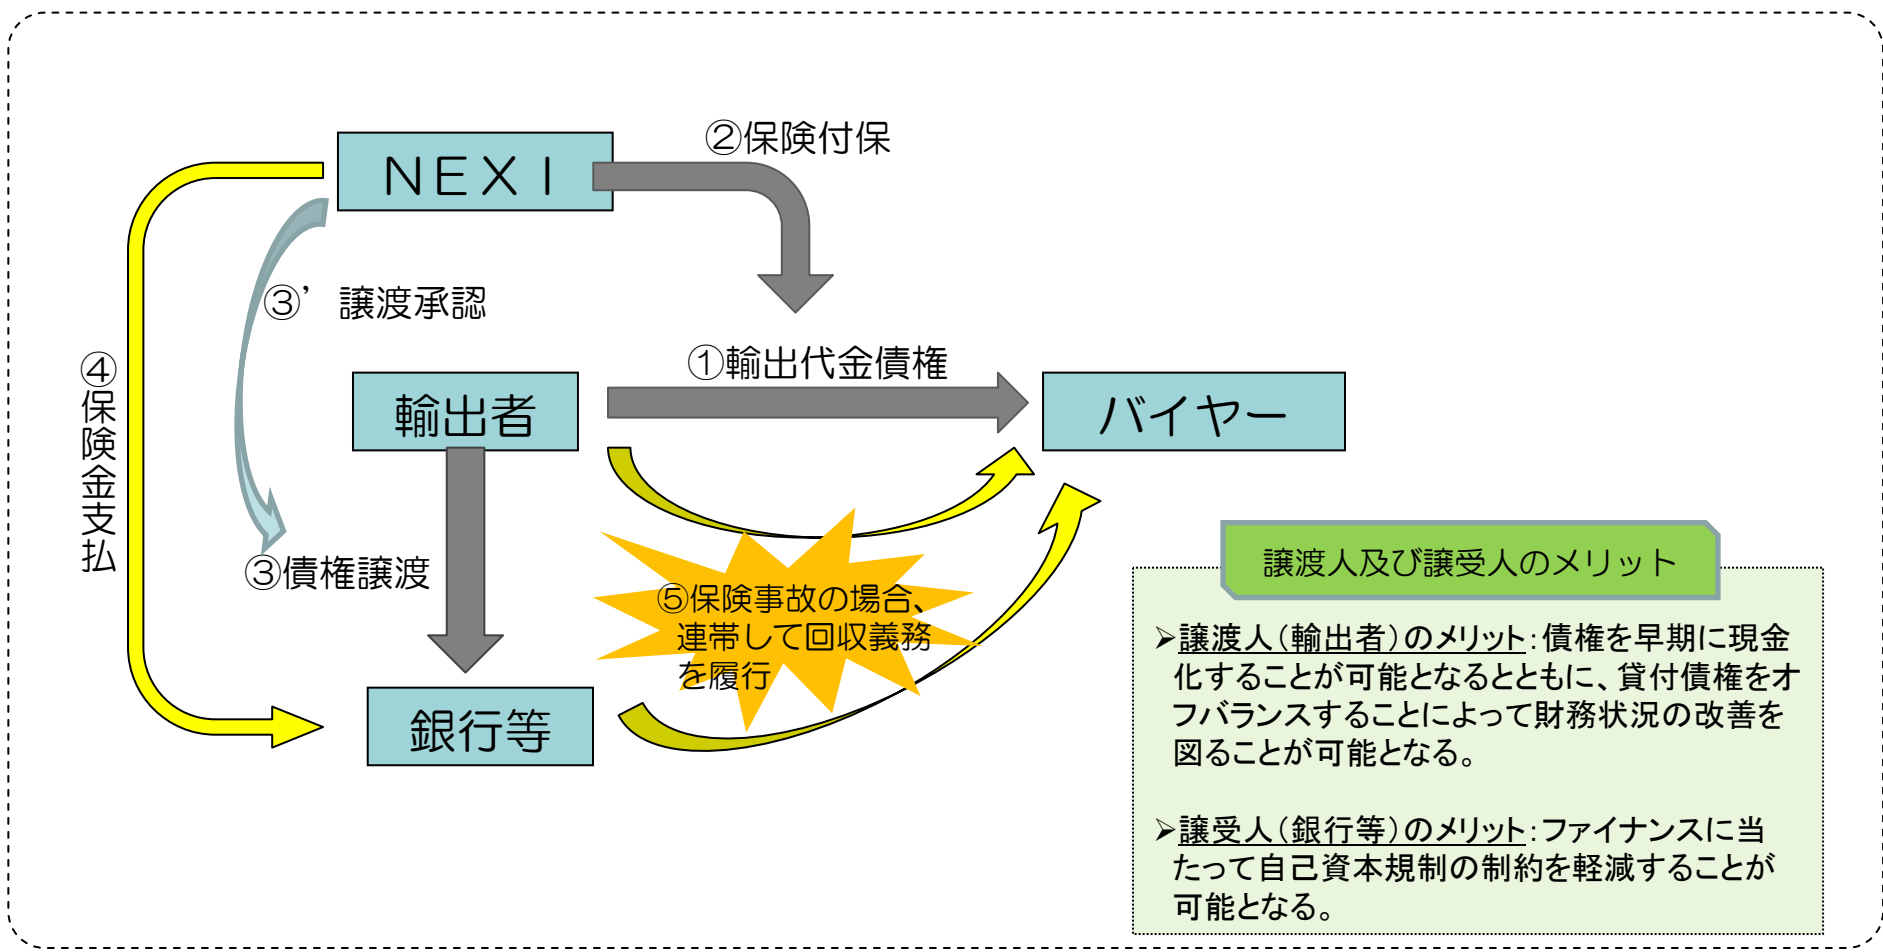 NEXI
②保険付保
③’譲渡承認
①輸出代金債権
④保険金支払
輸出者
バイヤー
③債権譲渡
⑤保険事故の場合、
連帯して回収義務
を履行
銀行等
譲渡人及び譲受人のメリット
➢譲渡人(輸出者)のメリット:債権を早期に現金
化することが可能となるとともに、貸付債権をオ
フバランスすることによって財務状況の改善を
図ることが可能となる。
➢譲受人(銀行等)のメリット:ファイナンスに当
たって自己資本規制の制約を軽減することが
可能となる。